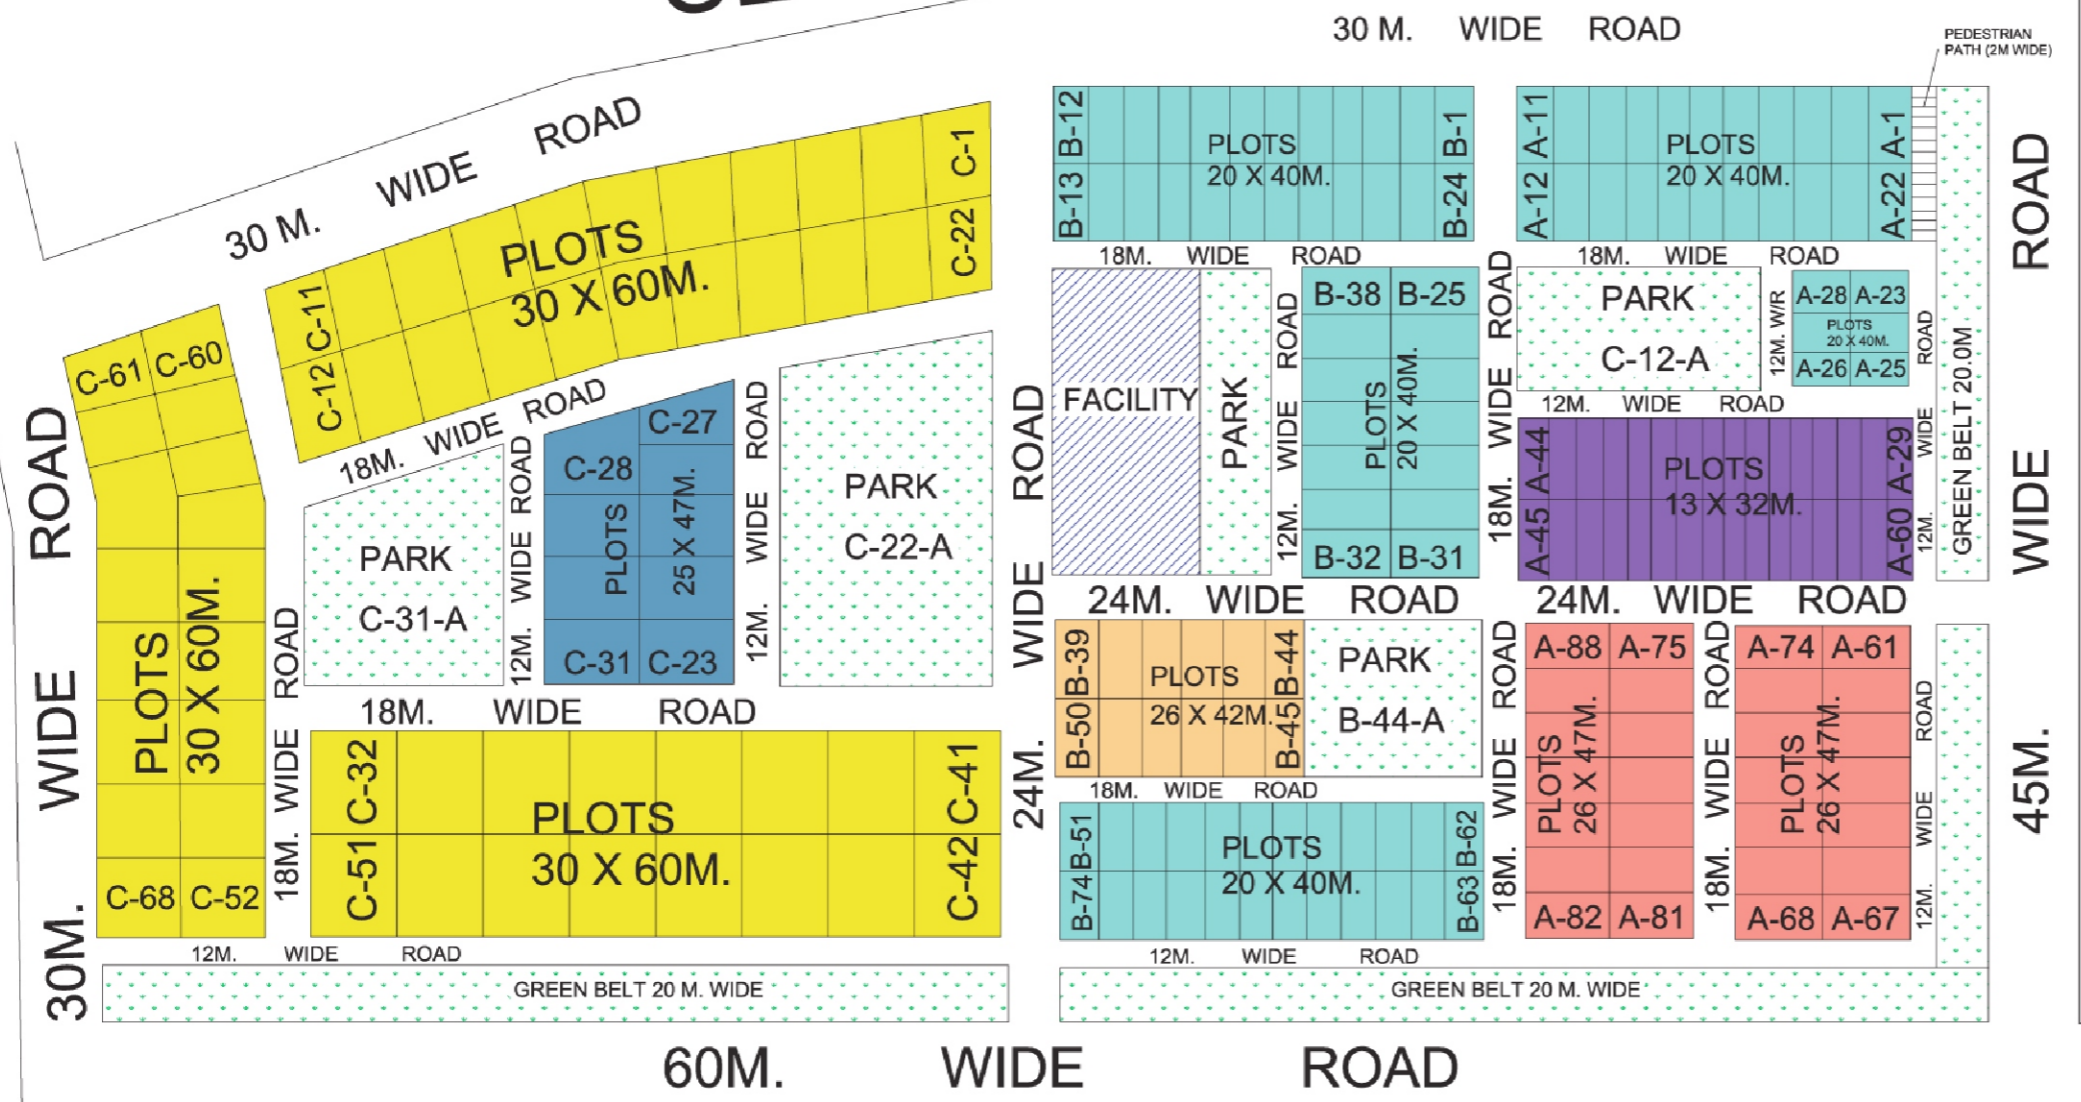 30 M. WIDE ROAD
PEDESTRIAN
PATH (2M WIDE)
30 M. WIDE ROAD
C-1
C-22
C-11
C-12
PLOTS
30 X 60M.
18M. WIDE ROAD
C-61
C-60
PLOTS
30 X 60M.
C-68
C-52
30M. WIDE ROAD
18M. WIDE ROAD
PARK
C-31-A
12M. WIDE ROAD
C-27
C-28
PLOTS
25 X 47M.
C-31
C-23
12M. WIDE ROAD
PARK
C-22-A
18M. WIDE ROAD
C-32
C-41
C-51
C-42
PLOTS
30 X 60M.
12M. WIDE ROAD
GREEN BELT 20 M. WIDE
24M. WIDE ROAD
B-12
B-1
B-13
B-24
PLOTS
20 X 40M.
18M. WIDE ROAD
FACILITY
PARK
12M. WIDE ROAD
B-38
B-25
PLOTS
20 X 40M.
B-32
B-31
18M. WIDE ROAD
24M. WIDE ROAD
B-39
B-44
B-50
B-45
PLOTS
26 X 42M.
PARK
B-44-A
18M. WIDE ROAD
B-51
B-62
B-74
B-63
PLOTS
20 X 40M.
12M. WIDE ROAD
GREEN BELT 20 M. WIDE
A-11
A-1
A-12
A-22
PLOTS
20 X 40M.
18M. WIDE ROAD
PARK
C-12-A
12M. WR
A-28
A-23
PLOTS
20 X 40M.
A-26
A-25
12M. WIDE ROAD
12M. WIDE ROAD
A-44
A-29
A-45
A-60
PLOTS
13 X 32M.
GREEN BELT 20.0M
24M. WIDE ROAD
18M. WIDE ROAD
A-88
A-75
PLOTS
26 X 47M.
A-82
A-81
18M. WIDE ROAD
A-74
A-61
PLOTS
26 X 47M.
A-68
A-67
12M. WIDE ROAD
45M. WIDE ROAD
60M. WIDE ROAD